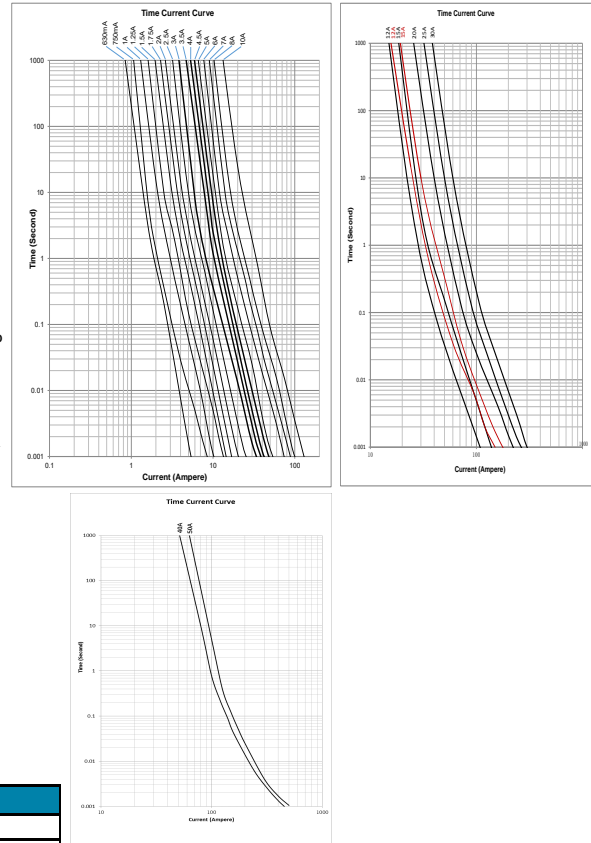 Time Current Curve
630mA
750mA
1A
1.25A
1.5A
1.75A
2A
2.5A
3A
3.5A
4A
4.5A
5A
6A
7A
8A
10A
1000
100
10
1
0.1
0.01
0.001
Time (Second)
0.1 1 10 100
Current (Ampere)
Time Current Curve
12A
12A
15A
15A
20A
25A
30A
1000
100
10
1
0.1
0.01
0.001
Time (Second)
10 100 1000
Current (Ampere)
Time Current Curve
40A
50A
1000
100
10
1
0.1
0.01
0.001
Time (Second)
10 100 1000
Current (Ampere)